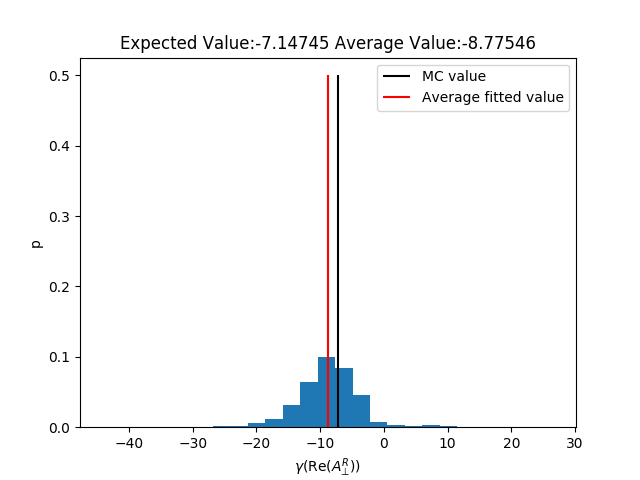 Expected Value:-7.14745 Average Value:-8.77546
MC value
Average fitted value
0.5
0.4
0.3
0.2
0.1
0.0
p
−40 −30 −20 −10 0 10 20 30
γ(Re(A_⊥^R))